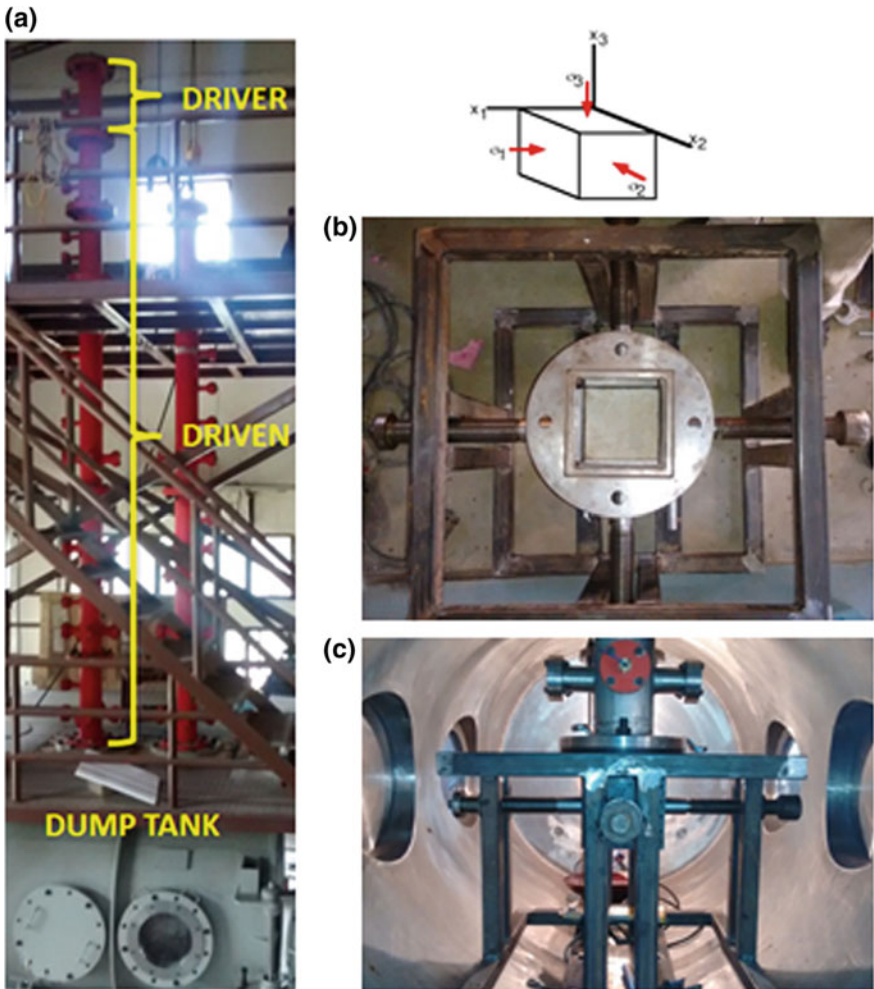 (a)
DRIVER
DRIVEN
DUMP TANK
x3
σ3
x1
x2
σ1
σ2
(b)
(c)